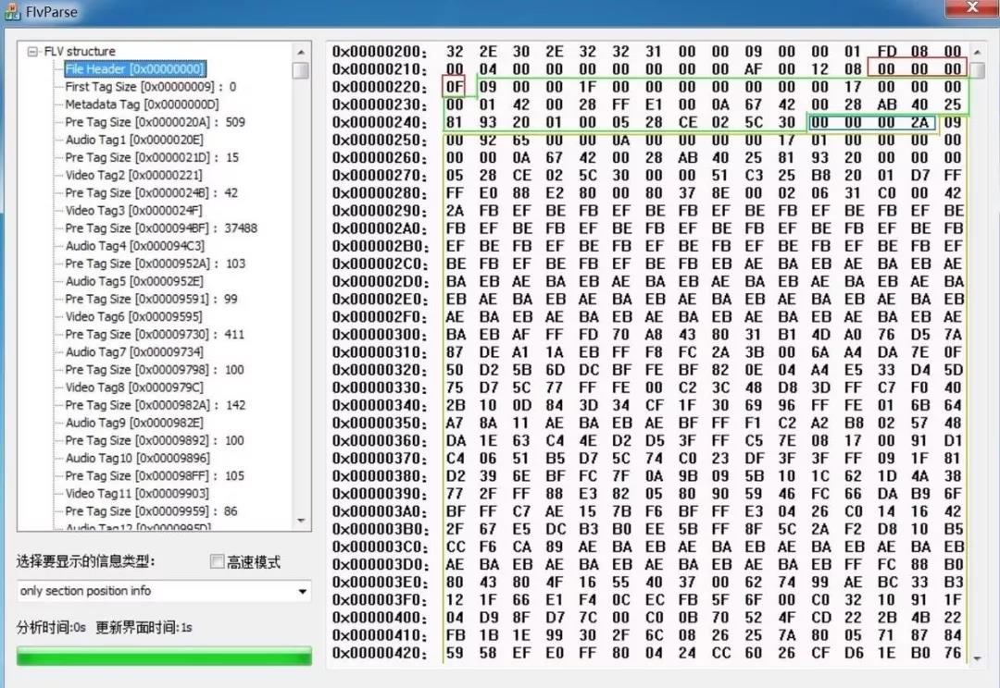 FlvParse
FLV structure
File Header [0x00000000]
First Tag Size [0x00000009] : 0
Metadata Tag [0x0000000D]
Pre Tag Size [0x0000020A] : 509
Audio Tag1 [0x0000020E]
Pre Tag Size [0x0000021D] : 15
Video Tag2 [0x00000221]
Pre Tag Size [0x0000024B] : 42
Video Tag3 [0x0000024F]
Pre Tag Size [0x000094BF] : 37488
Audio Tag4 [0x000094C3]
Pre Tag Size [0x0000952A] : 103
Audio Tag5 [0x0000952E]
Pre Tag Size [0x00009591] : 99
Video Tag6 [0x00009595]
Pre Tag Size [0x00009730] : 411
Audio Tag7 [0x00009734]
Pre Tag Size [0x00009798] : 100
Video Tag8 [0x0000979C]
Pre Tag Size [0x0000982A] : 142
Audio Tag9 [0x0000982E]
Pre Tag Size [0x00009892] : 100
Audio Tag10 [0x00009896]
Pre Tag Size [0x000098FF] : 105
Video Tag11 [0x00009903]
Pre Tag Size [0x00009959] : 86
Audio Tag12 [0x0000995D]
选择要显示的信息类型:
高速模式
only section position info
分析时间:0s 更新界面时间:1s
0x00000200: 32 2E 30 2E 32 32 31 00 00 09 00 00 01 FD 08 00
0x00000210: 00 04 00 00 00 00 00 00 00 AF 00 12 08 00 00 00
0x00000220: 0F 09 00 00 1F 00 00 00 00 00 00 00 17 00 00 00
0x00000230: 00 01 42 00 28 FF E1 00 0A 67 42 00 28 AB 40 25
0x00000240: 81 93 20 01 00 05 28 CE 02 5C 30 00 00 00 2A 09
0x00000250: 00 92 65 00 00 0A 00 00 00 00 17 01 00 00 00 00
0x00000260: 00 00 0A 67 42 00 28 AB 40 25 81 93 20 00 00 00
0x00000270: 05 28 CE 02 5C 30 00 00 51 C3 25 B8 20 01 D7 FF
0x00000280: FF E0 88 E2 80 00 80 37 8E 00 02 06 31 C0 00 42
0x00000290: 2A FB EF BE FB EF BE FB EF BE FB EF BE FB EF BE
0x000002A0: FB EF BE FB EF BE FB EF BE FB EF BE FB EF BE FB
0x000002B0: EF BE FB EF BE FB EF BE FB EF BE FB EF BE FB EF
0x000002C0: BE FB EF BE FB EF BE FB EF BE FB EF BE FB EB AE BA EB AE BA EB AE
0x000002D0: BA EB AE BA EB AE BA EB AE BA EB AE BA EB AE BA
0x000002E0: EB AE BA EB AE BA EB AE BA EB AE BA EB AE BA EB
0x000002F0: AE BA EB AE BA EB AE BA EB AE BA EB AE BA EB AE
0x00000300: BA EB AF FF FD 70 A8 43 80 31 B1 4D A0 76 D5 7A
0x00000310: 87 DE A1 1A EB FF F8 FC 2A 3B 00 6A A4 DA 7E 0F
0x00000320: 50 D2 5B 6D DC BF FE BF 82 0E 04 A4 E5 33 D4 5D
0x00000330: 75 D7 5C 77 FF FE 00 C2 3C 48 D8 3D FF C7 F0 40
0x00000340: 2B 10 0D 84 3D 34 CF 1F 30 69 96 FF FE 01 6B 64
0x00000350: A7 8A 11 AE BA EB AE BF FF F1 C2 A2 B8 02 57 48
0x00000360: DA 1E 63 C4 4E D2 D5 3F FF C5 7E 08 17 00 91 D1
0x00000370: C4 06 51 B5 D7 5C 74 C0 23 DF 3F 3F FF 09 1F 81
0x00000380: D2 39 6E BF FC 7F 0A 9B 09 5B 10 1C 62 1D 4A 38
0x00000390: 77 2F FF 88 E3 82 05 80 90 59 46 FC 66 DA B9 6F
0x000003A0: BF FF C7 AE 15 7B F6 BF FF E3 04 26 C0 14 16 42
0x000003B0: 2F 67 E5 DC B3 B0 EE 5B FF 8F 5C 2A F2 D8 10 B5
0x000003C0: CC F6 CA 89 AE BA EB AE BA EB AE BA EB AE BA EB
0x000003D0: AE BA EB AE BA EB AE BA EB AE BA EB FF FC 88 B0
0x000003E0: 80 43 80 4F 16 55 40 37 00 62 74 99 AE BC 33 B3
0x000003F0: 12 1F 66 E1 F4 0C EC FB 5F 6F 00 C0 32 10 91 1F
0x00000400: 04 D9 8F D7 7C 00 C0 0B 70 52 4F CD 22 2B 4B 22
0x00000410: FB 1B 1E 99 30 2F 6C 08 26 25 7A 80 05 71 87 84
0x00000420: 59 58 EF E0 FF 80 04 24 CC 60 26 CF D6 1E B0 76